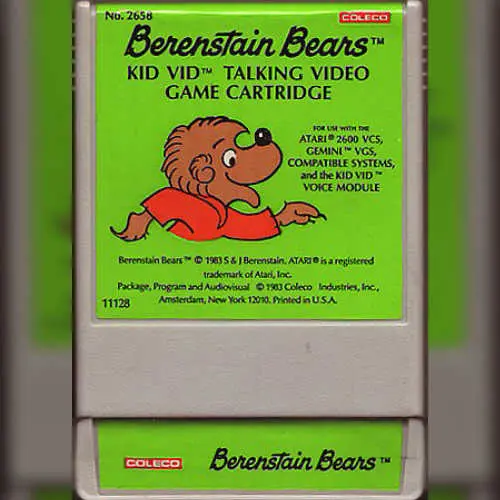 No. 2658 COLECO
Berenstain Bears™
KID VID™ TALKING VIDEO
GAME CARTRIDGE
FOR USE WITH THE
ATARI® 2600 VCS,
GEMINI™ VGS,
COMPATIBLE SYSTEMS,
and the KID VID™
VOICE MODULE
Berenstain Bears™ © 1983 S & J Berenstain. ATARI® is a registered
trademark of Atari, Inc.
Package, Program and Audiovisual © 1983 Coleco Industries, Inc.,
Amsterdam, New York 12010. Printed in U.S.A.
11128
COLECO Berenstain Bears™